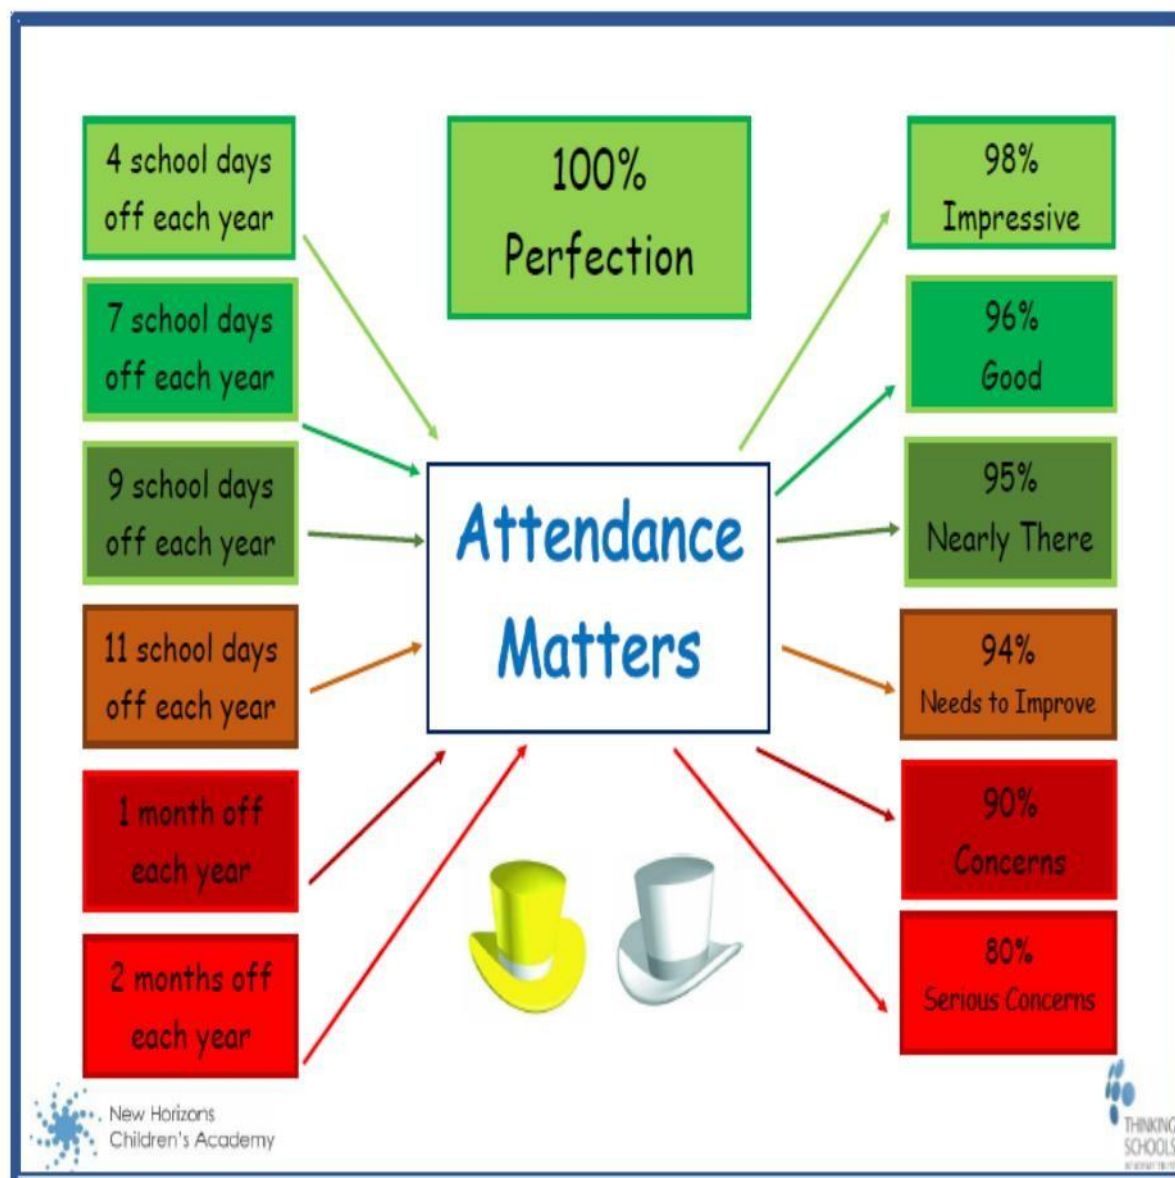 4 school days
off each year
7 school days
off each year
9 school days
off each year
11 school days
off each year
1 month off
each year
2 months off
each year
100%
Perfection
Attendance
Matters
98%
Impressive
96%
Good
95%
Nearly There
94%
Needs to Improve
90%
Concerns
80%
Serious Concerns
New Horizons
Children's Academy
THINKING
SCHOOLS